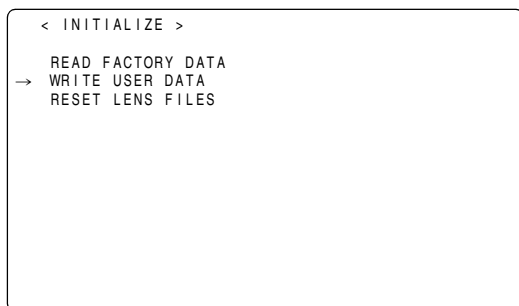 < INITIALIZE >
READ FACTORY DATA
→ WRITE USER DATA
RESET LENS FILES